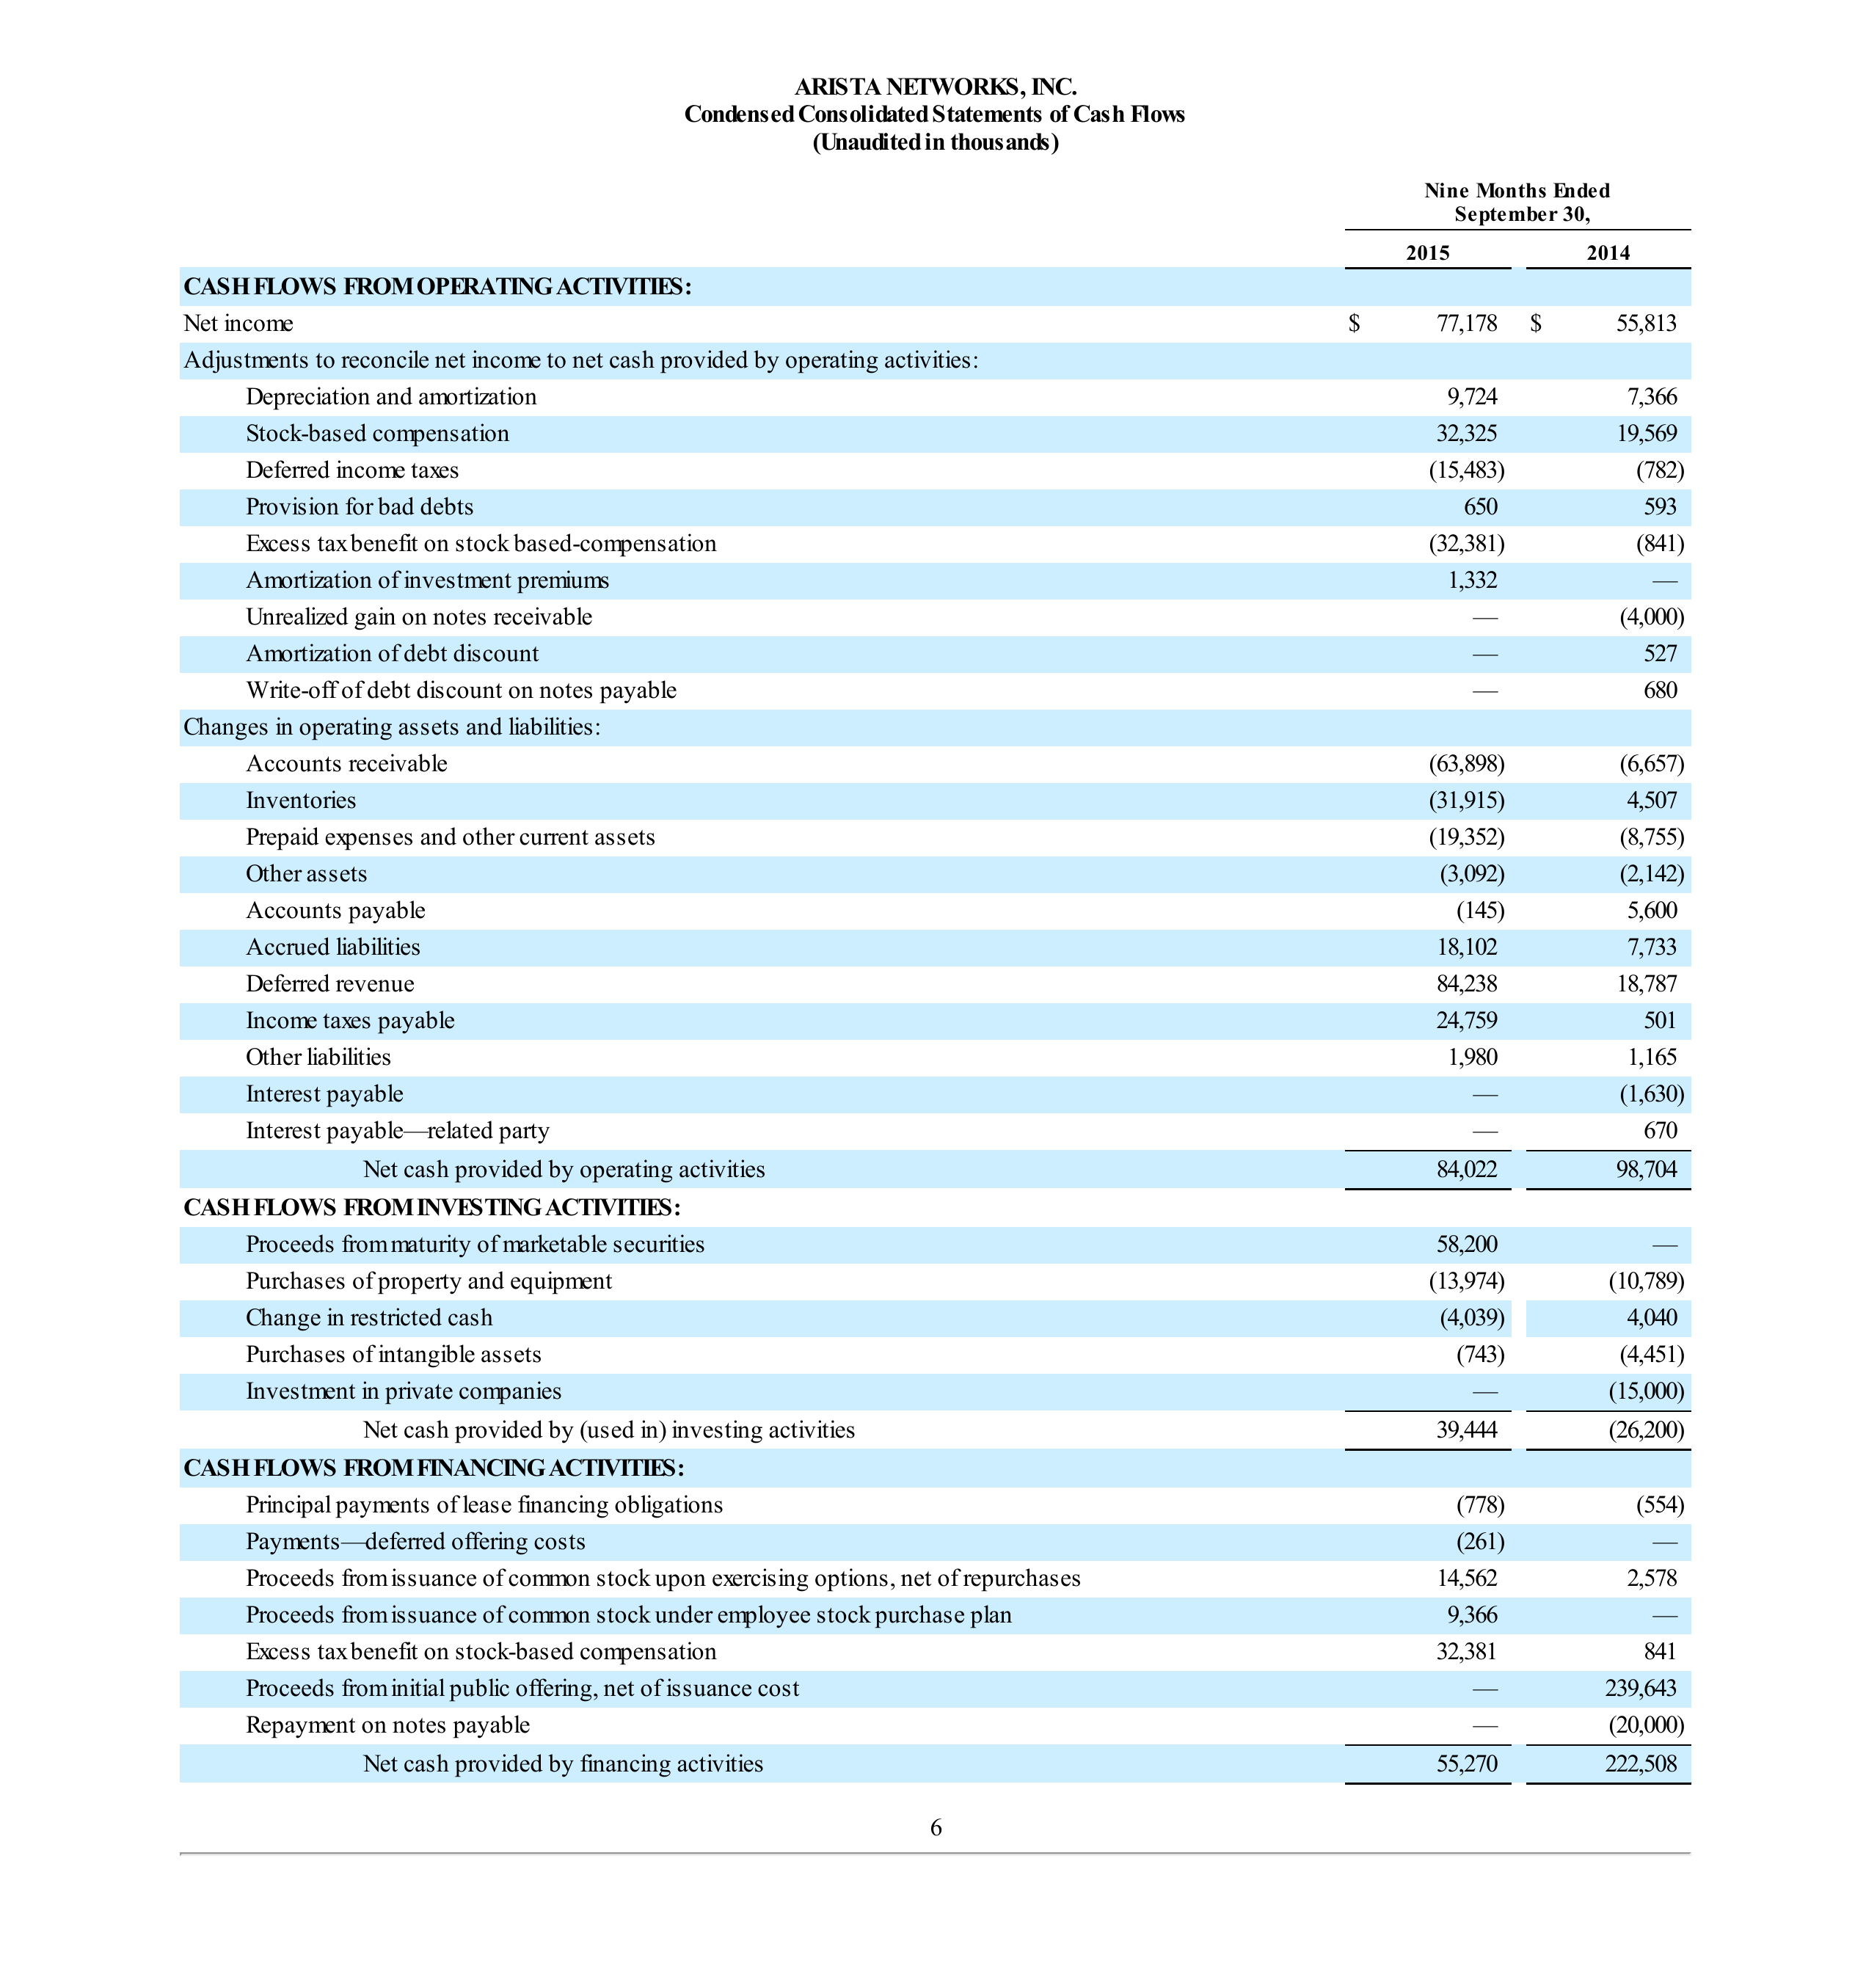 ARISTA NETWORKS, INC.
Condensed Consolidated Statements of Cash Flows
(Unaudited in thousands)
Nine Months Ended
September 30,
2015 2014
CASH FLOWS FROM OPERATING ACTIVITIES:
Net income $ 77,178 $ 55,813
Adjustments to reconcile net income to net cash provided by operating activities:
Depreciation and amortization 9,724 7,366
Stock-based compensation 32,325 19,569
Deferred income taxes (15,483) (782)
Provision for bad debts 650 593
Excess tax benefit on stock based-compensation (32,381) (841)
Amortization of investment premiums 1,332 —
Unrealized gain on notes receivable — (4,000)
Amortization of debt discount — 527
Write-off of debt discount on notes payable — 680
Changes in operating assets and liabilities:
Accounts receivable (63,898) (6,657)
Inventories (31,915) 4,507
Prepaid expenses and other current assets (19,352) (8,755)
Other assets (3,092) (2,142)
Accounts payable (145) 5,600
Accrued liabilities 18,102 7,733
Deferred revenue 84,238 18,787
Income taxes payable 24,759 501
Other liabilities 1,980 1,165
Interest payable — (1,630)
Interest payable—related party — 670
Net cash provided by operating activities 84,022 98,704
CASH FLOWS FROM INVESTING ACTIVITIES:
Proceeds from maturity of marketable securities 58,200 —
Purchases of property and equipment (13,974) (10,789)
Change in restricted cash (4,039) 4,040
Purchases of intangible assets (743) (4,451)
Investment in private companies — (15,000)
Net cash provided by (used in) investing activities 39,444 (26,200)
CASH FLOWS FROM FINANCING ACTIVITIES:
Principal payments of lease financing obligations (778) (554)
Payments—deferred offering costs (261) —
Proceeds from issuance of common stock upon exercising options, net of repurchases 14,562 2,578
Proceeds from issuance of common stock under employee stock purchase plan 9,366 —
Excess tax benefit on stock-based compensation 32,381 841
Proceeds from initial public offering, net of issuance cost — 239,643
Repayment on notes payable — (20,000)
Net cash provided by financing activities 55,270 222,508
6